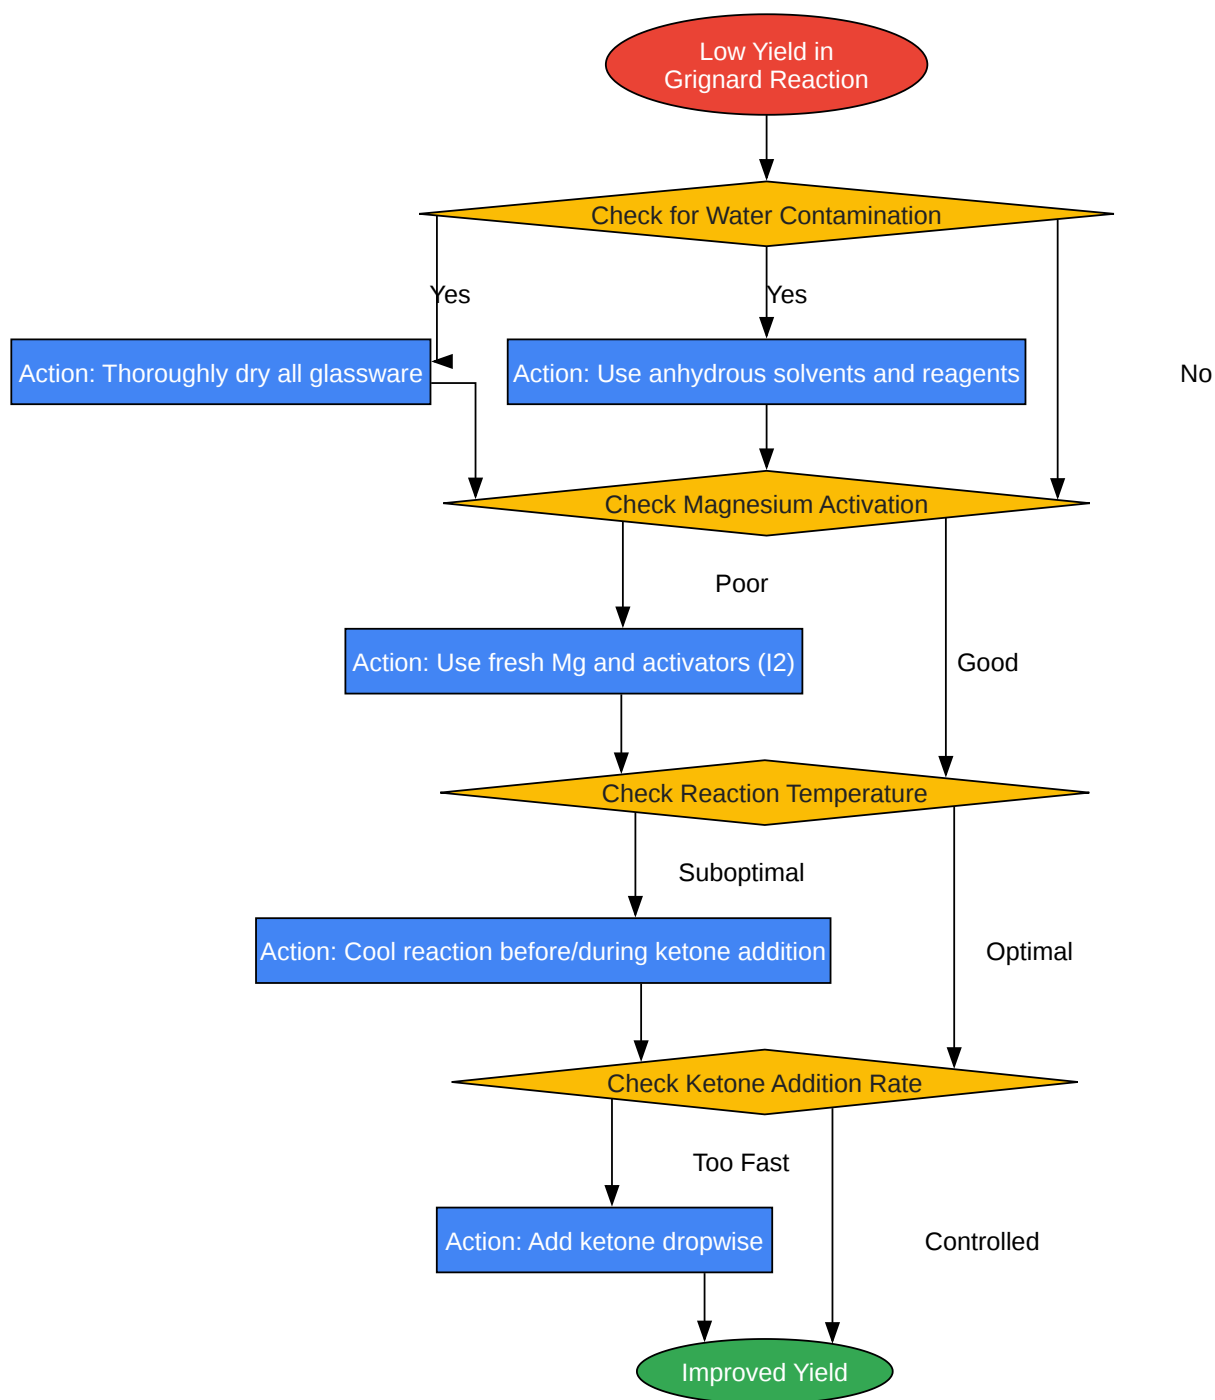 Low Yield in
Grignard Reaction
Check for Water Contamination
Yes
Yes
Action: Thoroughly dry all glassware
Action: Use anhydrous solvents and reagents
No
Check Magnesium Activation
Poor
Action: Use fresh Mg and activators (I2)
Good
Check Reaction Temperature
Suboptimal
Action: Cool reaction before/during ketone addition
Optimal
Check Ketone Addition Rate
Too Fast
Action: Add ketone dropwise
Controlled
Improved Yield